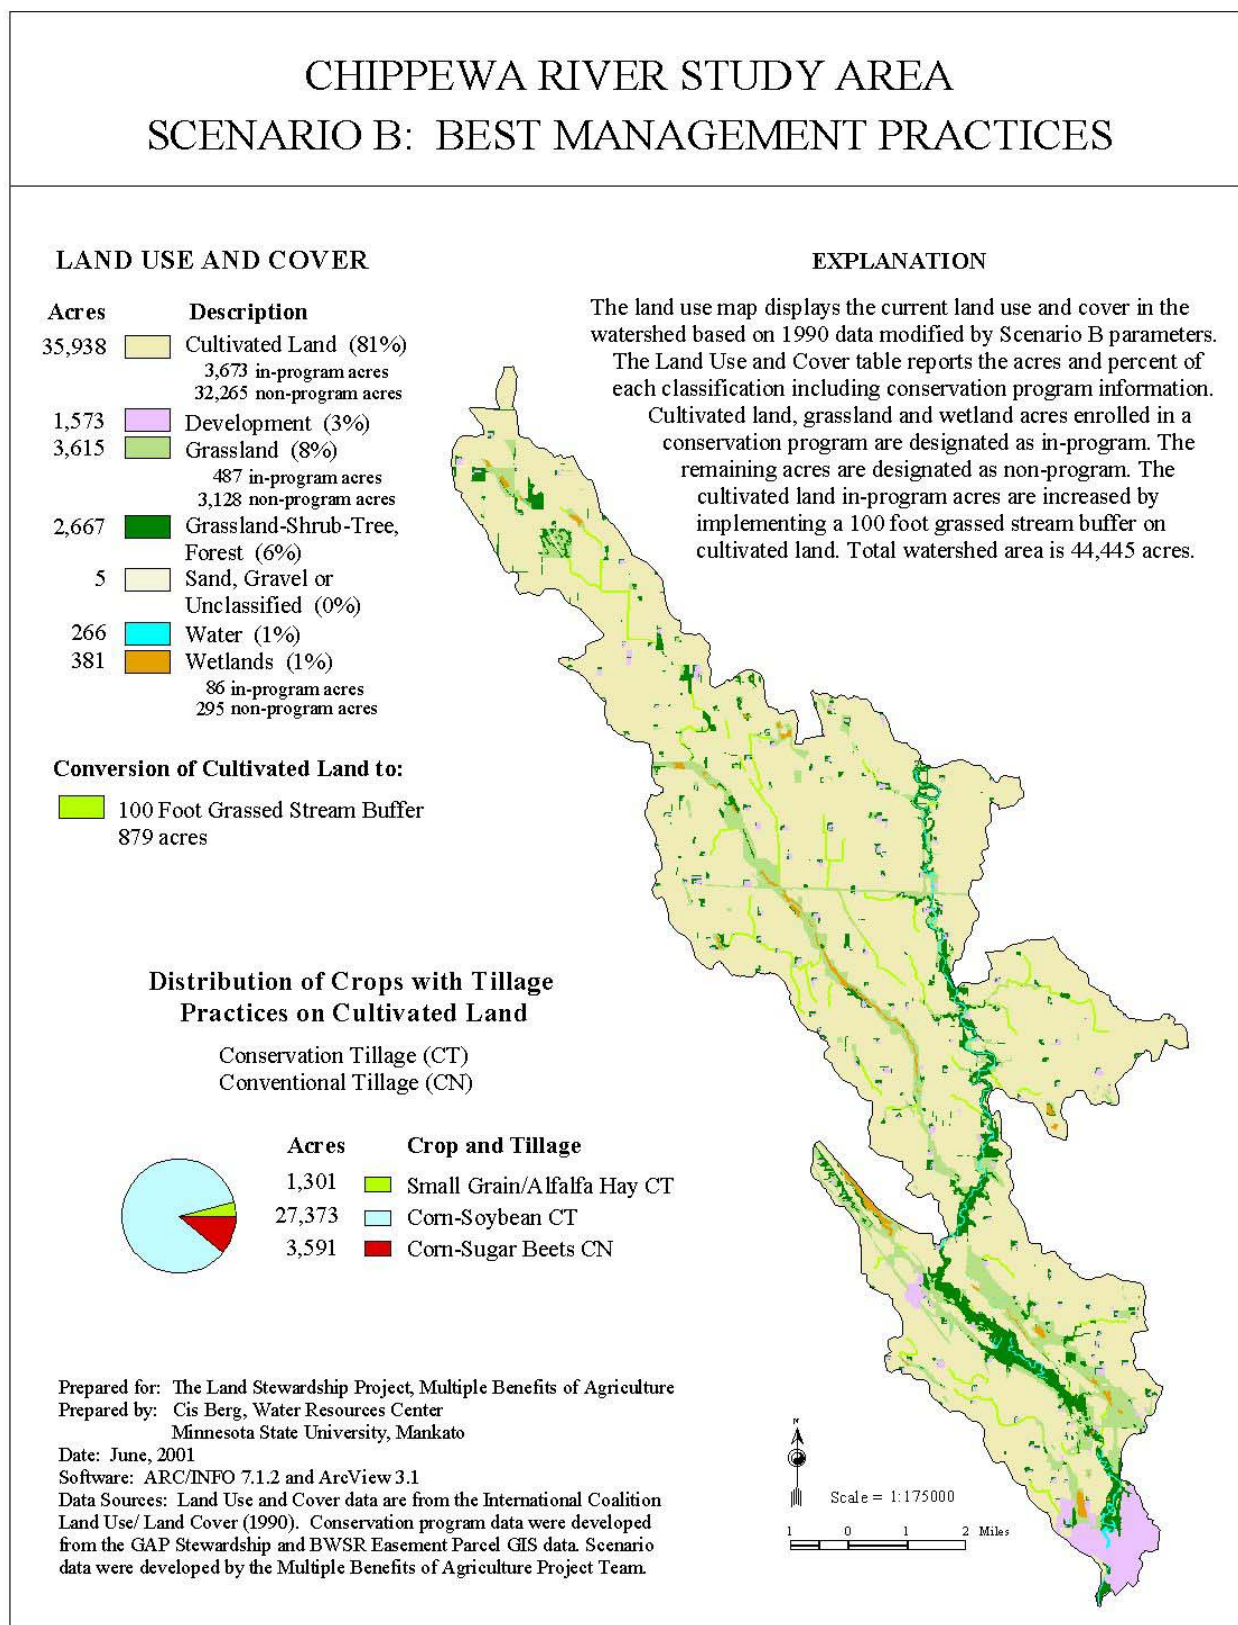 CHIPPEWA RIVER STUDY AREA
SCENARIO B: BEST MANAGEMENT PRACTICES
LAND USE AND COVER
Acres Description
35,938 Cultivated Land (81%)
3,673 in-program acres
32,265 non-program acres
1,573 Development (3%)
3,615 Grassland (8%)
487 in-program acres
3,128 non-program acres
2,667 Grassland-Shrub-Tree,
Forest (6%)
5 Sand, Gravel or
Unclassified (0%)
266 Water (1%)
381 Wetlands (1%)
86 in-program acres
295 non-program acres
Conversion of Cultivated Land to:
100 Foot Grassed Stream Buffer
879 acres
EXPLANATION
The land use map displays the current land use and cover in the
watershed based on 1990 data modified by Scenario B parameters.
The Land Use and Cover table reports the acres and percent of
each classification including conservation program information.
Cultivated land, grassland and wetland acres enrolled in a
conservation program are designated as in-program. The
remaining acres are designated as non-program. The
cultivated land in-program acres are increased by
implementing a 100 foot grassed stream buffer on
cultivated land. Total watershed area is 44,445 acres.
Distribution of Crops with Tillage
Practices on Cultivated Land
Conservation Tillage (CT)
Conventional Tillage (CN)
Acres Crop and Tillage
1,301 Small Grain/Alfalfa Hay CT
27,373 Corn-Soybean CT
3,591 Corn-Sugar Beets CN
Prepared for: The Land Stewardship Project, Multiple Benefits of Agriculture
Prepared by: Cis Berg, Water Resources Center
Minnesota State University, Mankato
Date: June, 2001
Software: ARC/INFO 7.1.2 and ArcView 3.1
Data Sources: Land Use and Cover data are from the International Coalition
Land Use/ Land Cover (1990). Conservation program data were developed
from the GAP Stewardship and BWSR Easement Parcel GIS data. Scenario
data were developed by the Multiple Benefits of Agriculture Project Team.
N
Scale = 1:175000
1 0 1 2 Miles